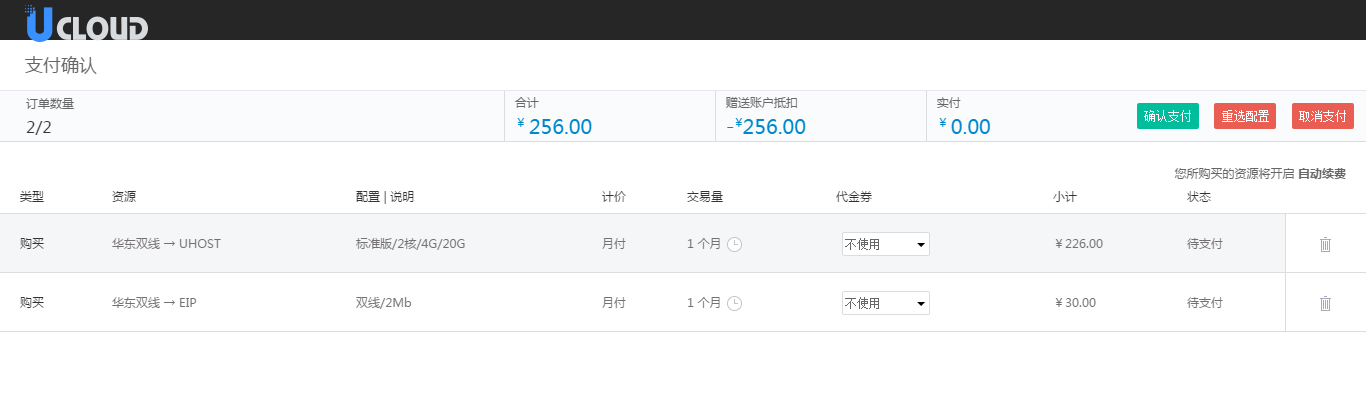 UCLOUD
支付确认
订单数量 合计 赠送账户抵扣 实付
2/2 ¥ 256.00 -¥256.00 ¥ 0.00 确认支付 重选配置 取消支付
您所购买的资源将开启 自动续费
类型 资源 配置 | 说明 计价 交易量 代金券 小计 状态
购买 华东双线 → UHOST 标准版/2核/4G/20G 月付 1 个月 不使用 ¥ 226.00 待支付
购买 华东双线 → EIP 双线/2Mb 月付 1 个月 不使用 ¥ 30.00 待支付